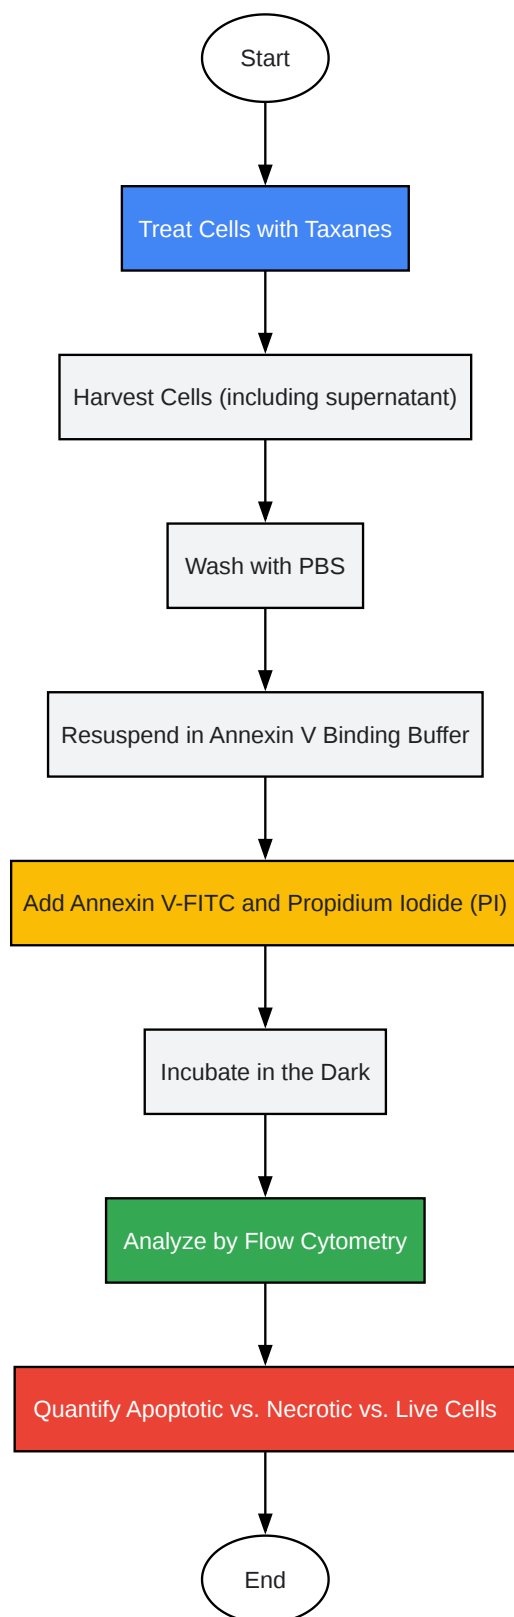 Start
Treat Cells with Taxanes
Harvest Cells (including supernatant)
Wash with PBS
Resuspend in Annexin V Binding Buffer
Add Annexin V-FITC and Propidium Iodide (PI)
Incubate in the Dark
Analyze by Flow Cytometry
Quantify Apoptotic vs. Necrotic vs. Live Cells
End